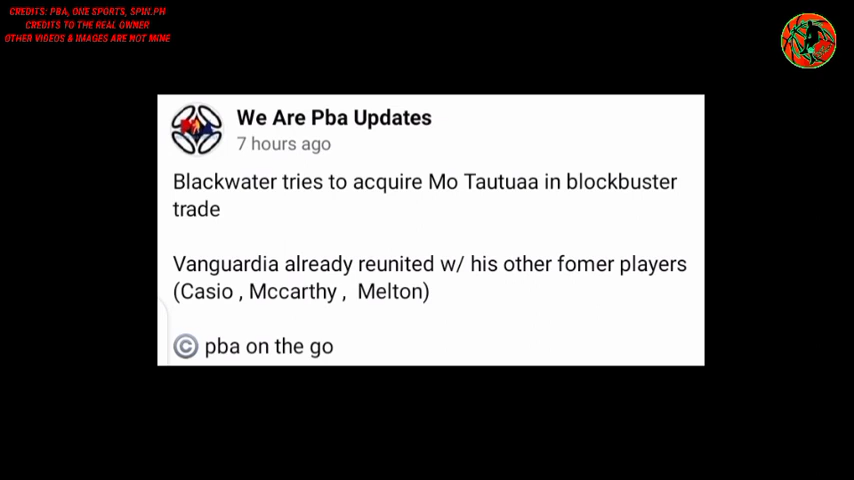 CREDITS: PBA, ONE SPORTS, SPIN.PH
CREDITS TO THE REAL OWNER
OTHER VIDEOS & IMAGES ARE NOT MINE
We Are Pba Updates
7 hours ago
Blackwater tries to acquire Mo Tautuaa in blockbuster
trade
Vanguardia already reunited w/ his other fomer players
(Casio , Mccarthy , Melton)
© pba on the go